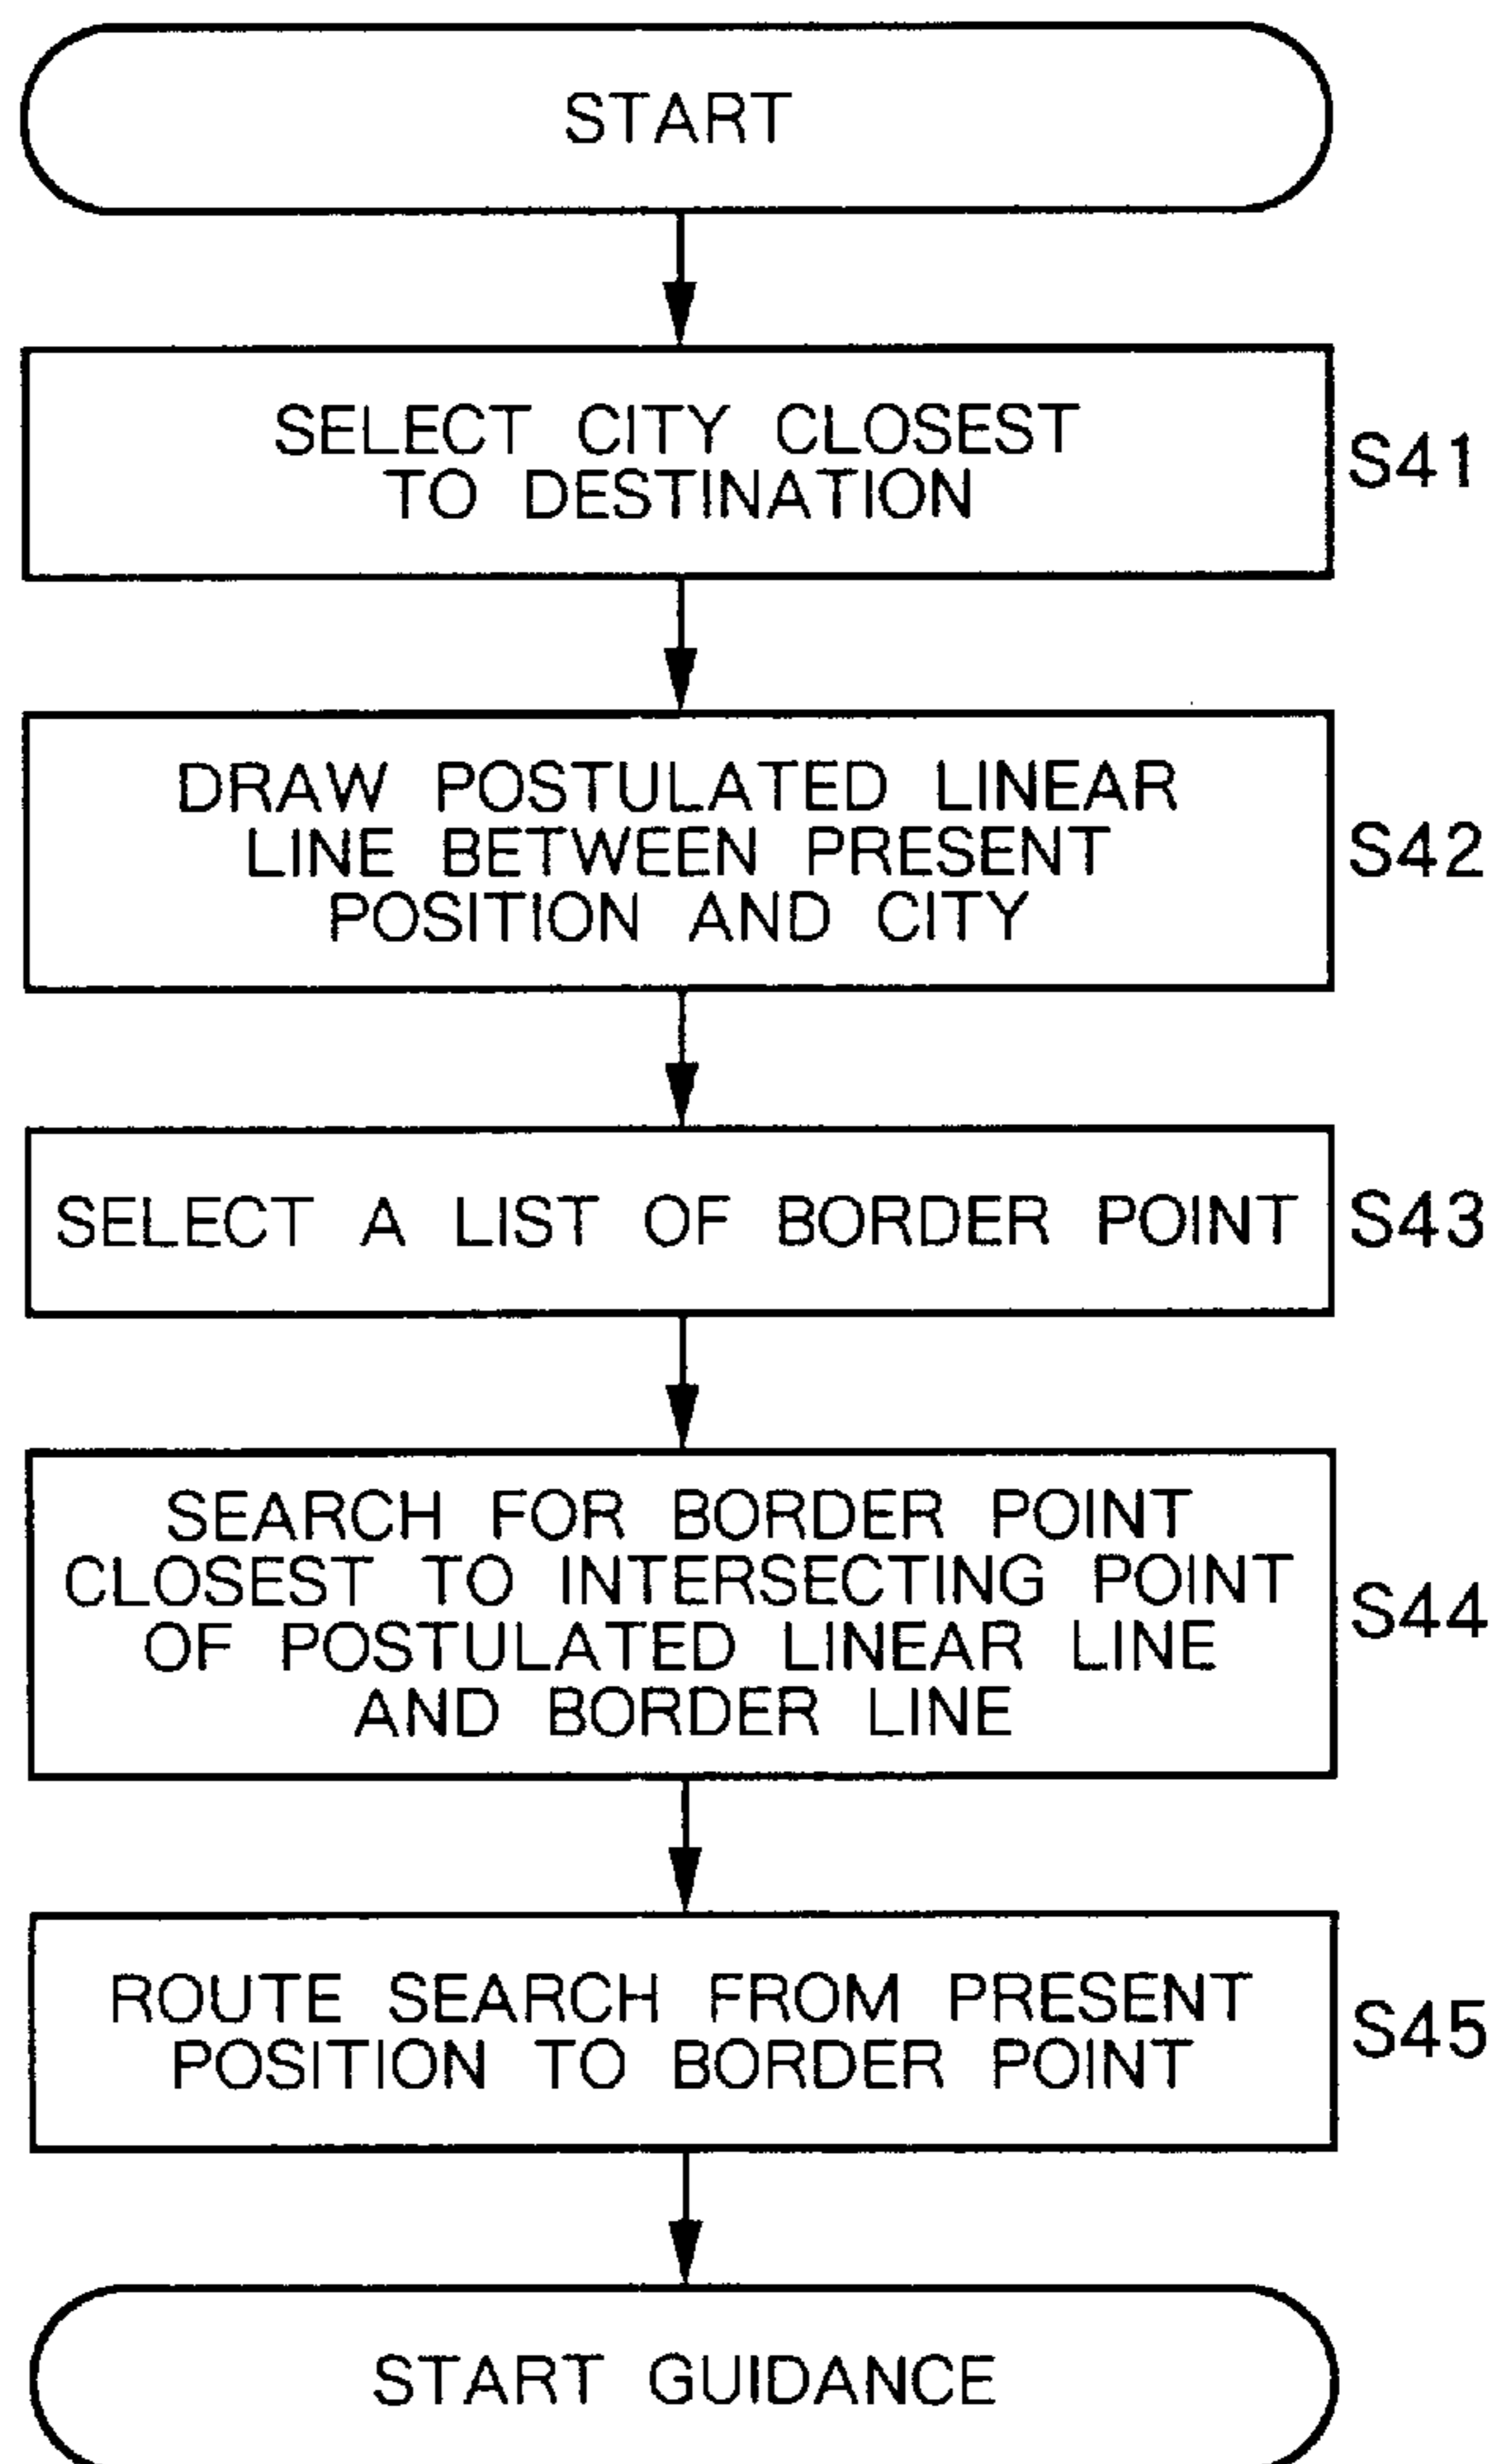 START
SELECT CITY CLOSEST
TO DESTINATION
S41
DRAW POSTULATED LINEAR
LINE BETWEEN PRESENT
POSITION AND CITY
S42
SELECT A LIST OF BORDER POINT
S43
SEARCH FOR BORDER POINT
CLOSEST TO INTERSECTING POINT
OF POSTULATED LINEAR LINE
AND BORDER LINE
S44
ROUTE SEARCH FROM PRESENT
POSITION TO BORDER POINT
S45
START GUIDANCE